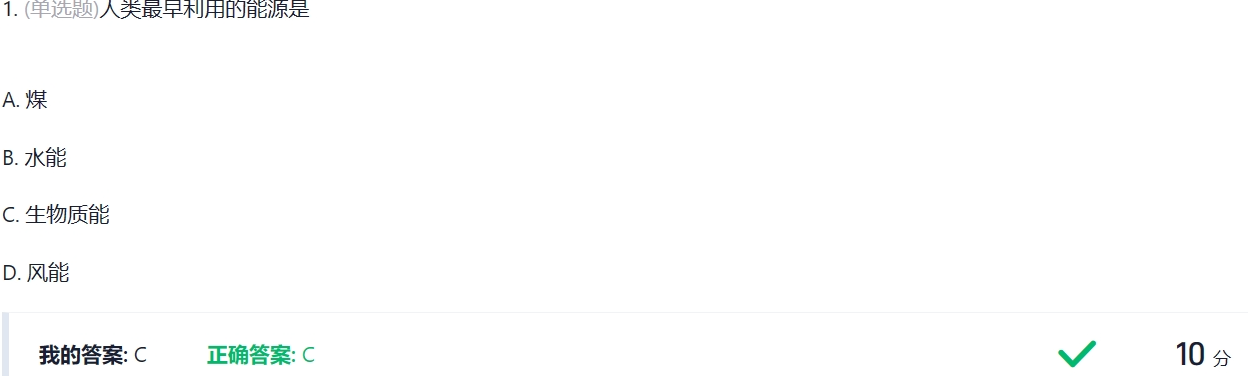 1. (单选题)人类最早利用的能源是
A. 煤
B. 水能
C. 生物质能
D. 风能
我的答案: C 正确答案: C 10 分